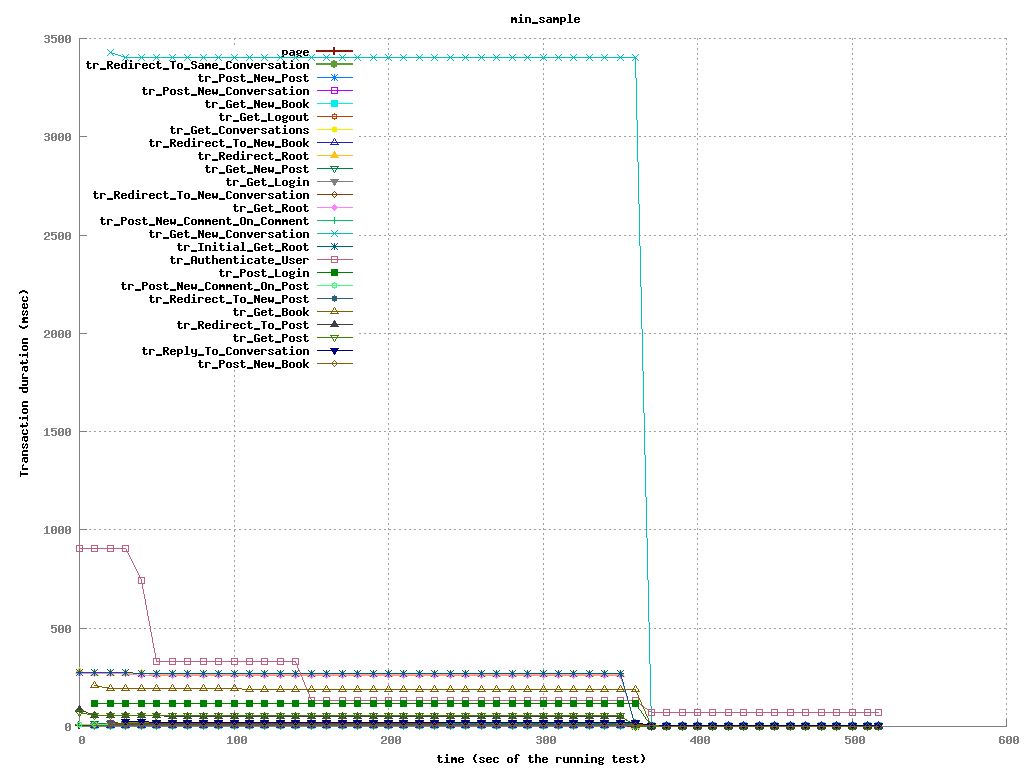 min_sample
3500
3000
2500
2000
1500
1000
500
0
Transaction duration (msec)
page
tr_Redirect_To_Same_Conversation
tr_Post_New_Post
tr_Post_New_Conversation
tr_Get_New_Book
tr_Get_Logout
tr_Get_Conversations
tr_Redirect_To_New_Book
tr_Redirect_Root
tr_Get_New_Post
tr_Get_Login
tr_Redirect_To_New_Conversation
tr_Get_Root
tr_Post_New_Comment_On_Comment
tr_Get_New_Conversation
tr_Initial_Get_Root
tr_Authenticate_User
tr_Post_Login
tr_Post_New_Comment_On_Post
tr_Redirect_To_New_Post
tr_Get_Book
tr_Redirect_To_Post
tr_Get_Post
tr_Reply_To_Conversation
tr_Post_New_Book
0 100 200 300 400 500 600
time (sec of the running test)